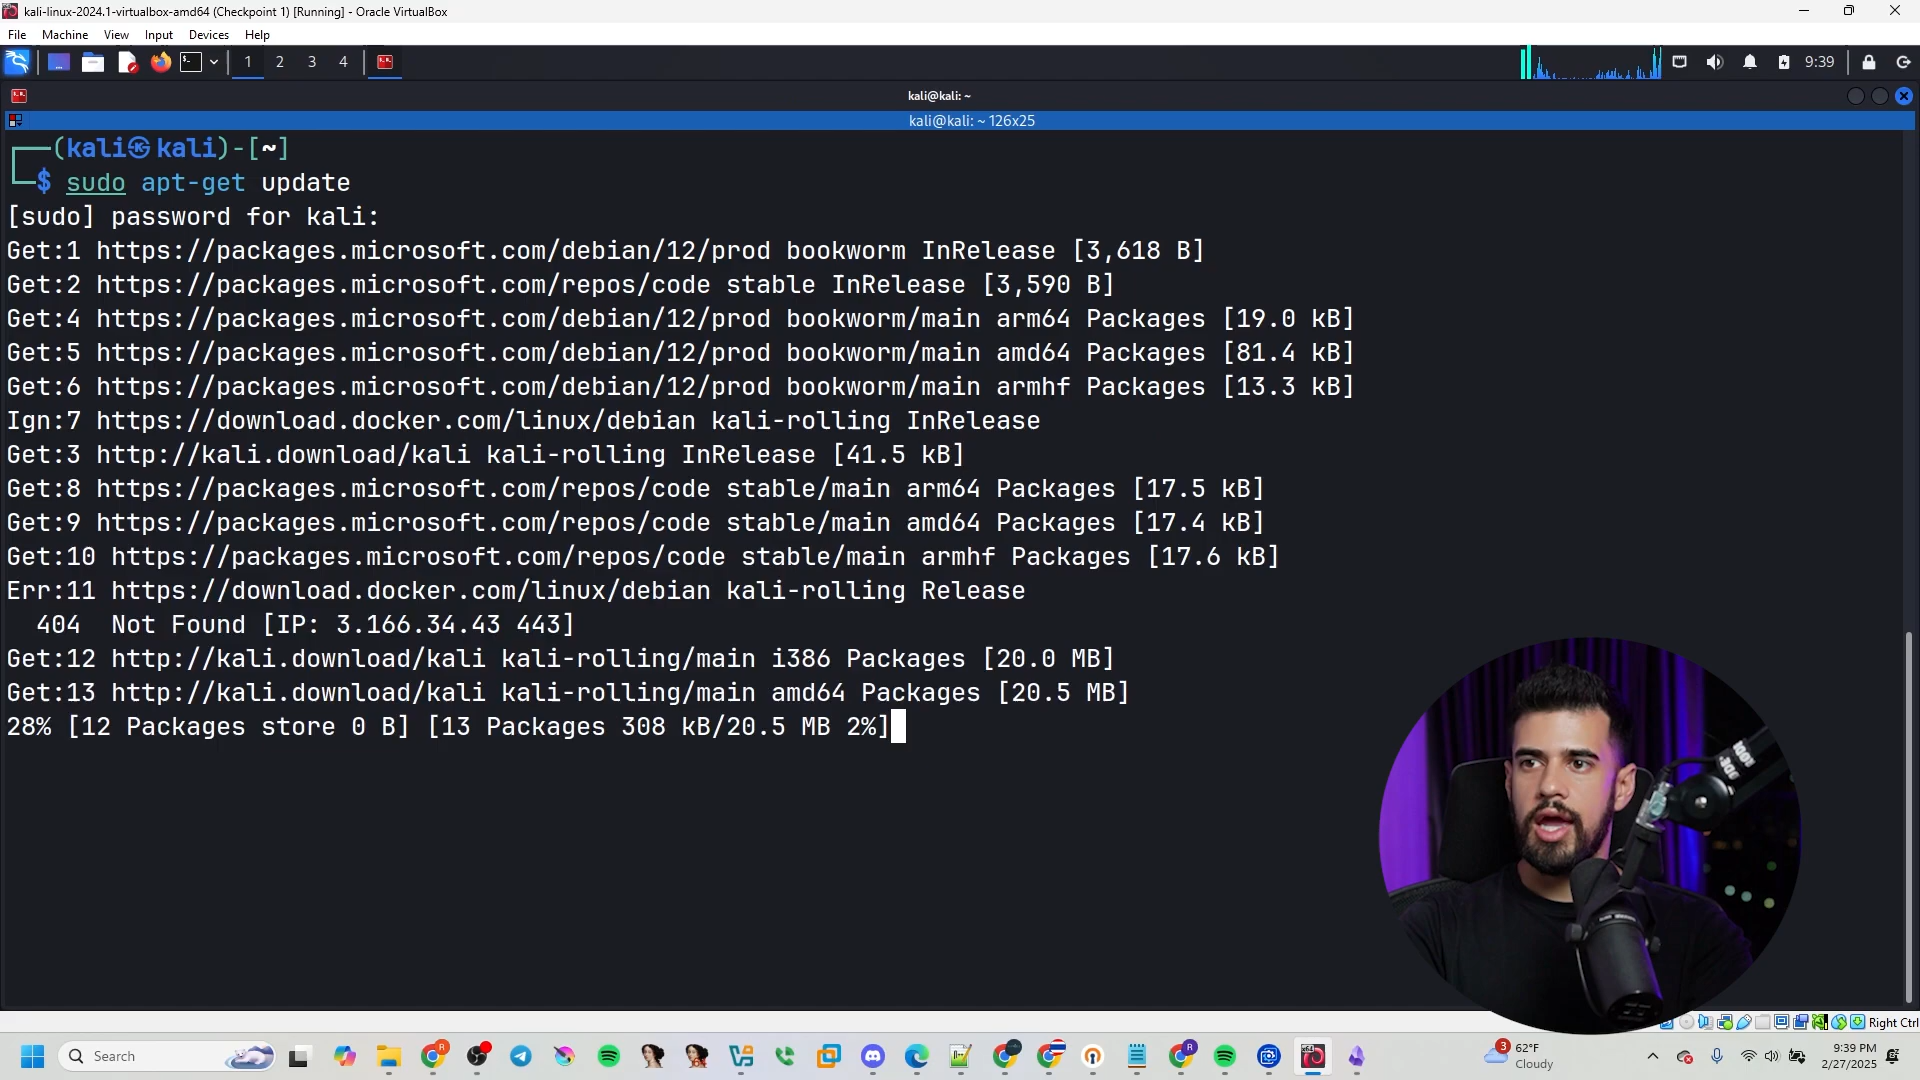 kali-linux-2024.1-virtualbox-amd64 (Checkpoint 1) [Running] - Oracle VirtualBox
File Machine View Input Devices Help
1 2 3 4 9:39
kali@kali: ~
kali@kali: ~ 126x25
(kali㉿kali)-[~]
$ sudo apt-get update
[sudo] password for kali:
Get:1 https://packages.microsoft.com/debian/12/prod bookworm InRelease [3,618 B]
Get:2 https://packages.microsoft.com/repos/code stable InRelease [3,590 B]
Get:4 https://packages.microsoft.com/debian/12/prod bookworm/main arm64 Packages [19.0 kB]
Get:5 https://packages.microsoft.com/debian/12/prod bookworm/main amd64 Packages [81.4 kB]
Get:6 https://packages.microsoft.com/debian/12/prod bookworm/main armhf Packages [13.3 kB]
Ign:7 https://download.docker.com/linux/debian kali-rolling InRelease
Get:3 http://kali.download/kali kali-rolling InRelease [41.5 kB]
Get:8 https://packages.microsoft.com/repos/code stable/main arm64 Packages [17.5 kB]
Get:9 https://packages.microsoft.com/repos/code stable/main amd64 Packages [17.4 kB]
Get:10 https://packages.microsoft.com/repos/code stable/main armhf Packages [17.6 kB]
Err:11 https://download.docker.com/linux/debian kali-rolling Release
  404  Not Found [IP: 3.166.34.43 443]
Get:12 http://kali.download/kali kali-rolling/main i386 Packages [20.0 MB]
Get:13 http://kali.download/kali kali-rolling/main amd64 Packages [20.5 MB]
28% [12 Packages store 0 B] [13 Packages 308 kB/20.5 MB 2%]
Right Ctrl
Search
3
62°F
Cloudy
9:39 PM
2/27/2025